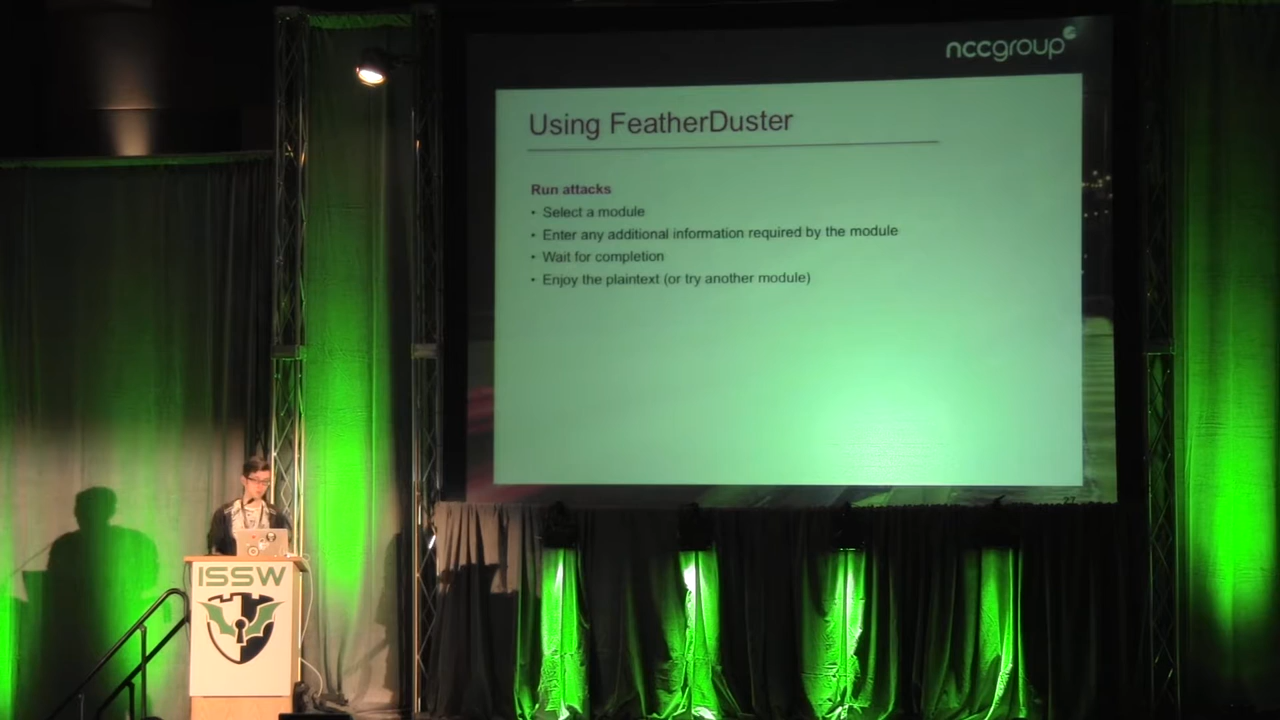 nccgroup
Using FeatherDuster
Run attacks
• Select a module
• Enter any additional information required by the module
• Wait for completion
• Enjoy the plaintext (or try another module)
27
ISSW